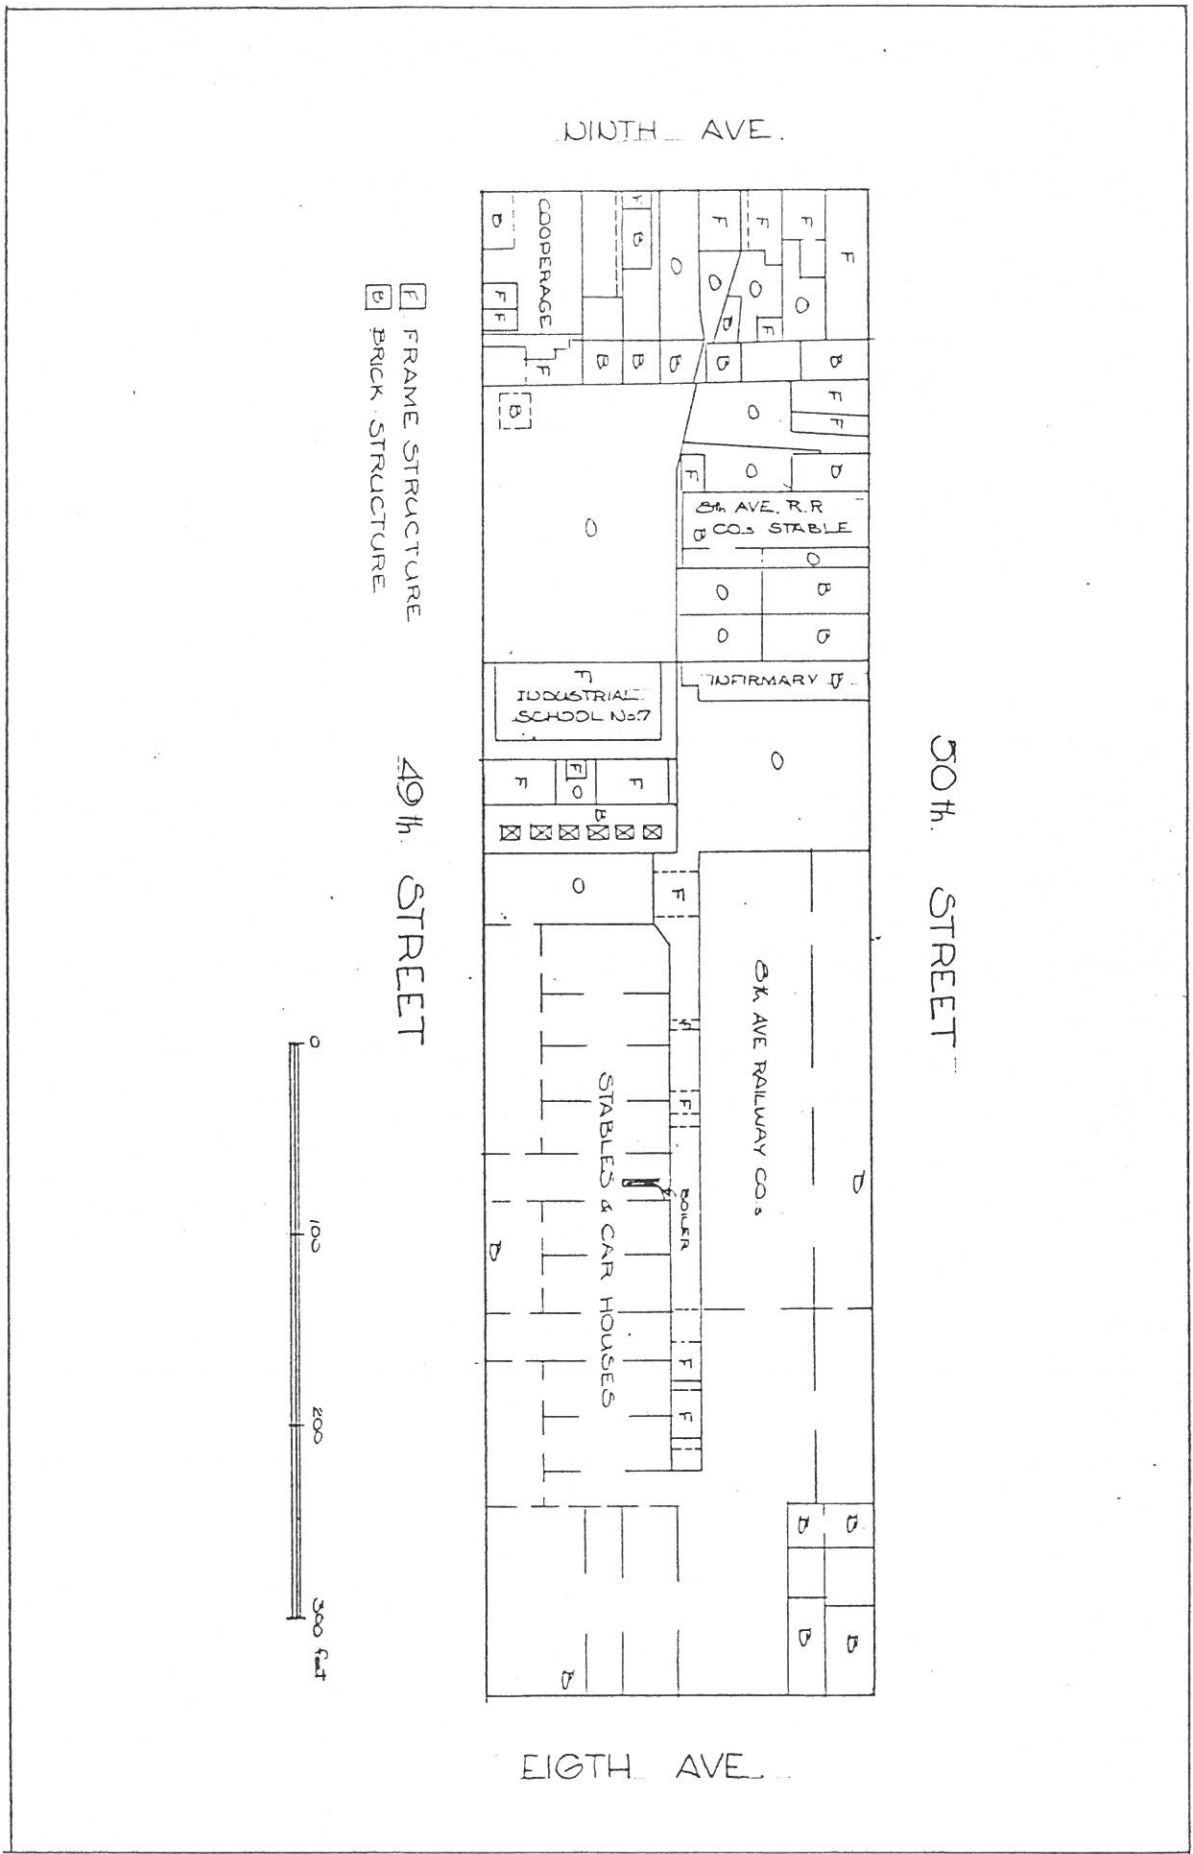 NINTH AVE.
B
COOPERAGE
F
F
F
B
O
F
O
B
F
O
F
F
O
F
F
B
B
B
B
B
B
O
F
F
F
O
B
O
8th AVE. R.R
B CO.s STABLE
O
O
B
O
B
F
INDUSTRIAL
SCHOOL No.7
INFIRMARY B
F
F
O
F
O
B
O
F
8th AVE RAILWAY CO.s
F
F
STABLES & CAR HOUSES
BOILER
B
B
F
F
B
B
B
B
B
EIGTH AVE.
50th. STREET
49th. STREET
F FRAME STRUCTURE
B BRICK STRUCTURE
0
100
200
300 feet